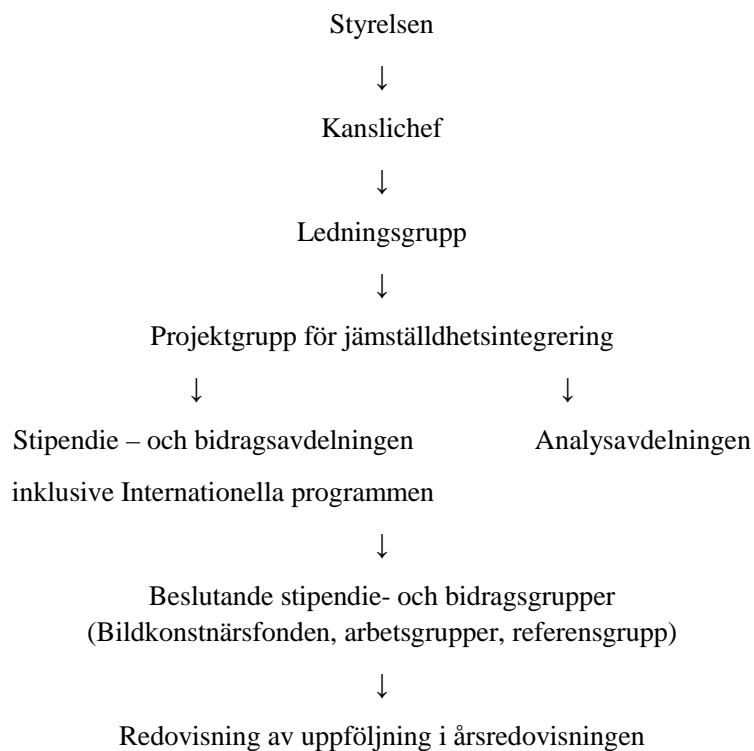 Styrelsen
↓
Kanslichef
↓
Ledningsgrupp
↓
Projektgrupp för jämställdhetsintegrering
↓ ↓
Stipendie – och bidragsavdelningen Analysavdelningen
inklusive Internationella programmen
↓
Beslutande stipendie- och bidragsgrupper
(Bildkonstnärsfonden, arbetsgrupper, referensgrupp)
↓
Redovisning av uppföljning i årsredovisningen